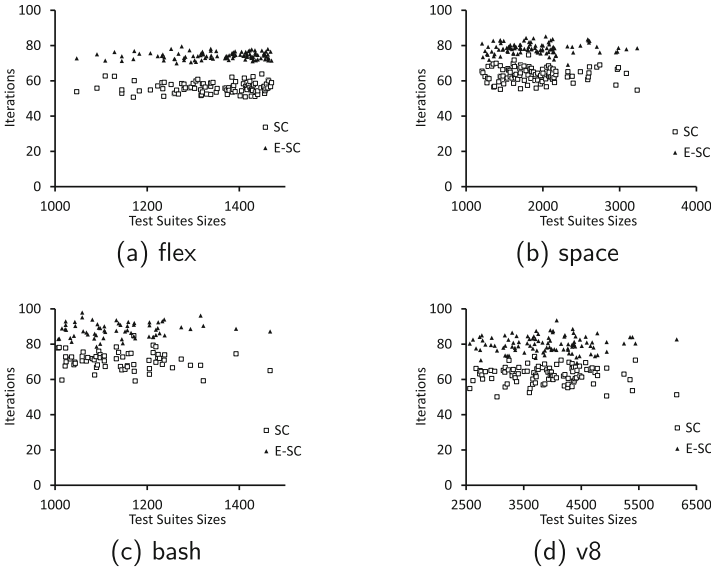 100
80
60
40
20
0
Iterations
SC
E-SC
1000 1200 1400
Test Suites Sizes
(a) flex
100
80
60
40
20
0
Iterations
SC
E-SC
1000 2000 3000 4000
Test Suites Sizes
(b) space
100
80
60
40
20
0
Iterations
SC
E-SC
1000 1200 1400
Test Suites Sizes
(c) bash
100
80
60
40
20
0
Iterations
SC
E-SC
2500 3500 4500 5500 6500
Test Suites Sizes
(d) v8